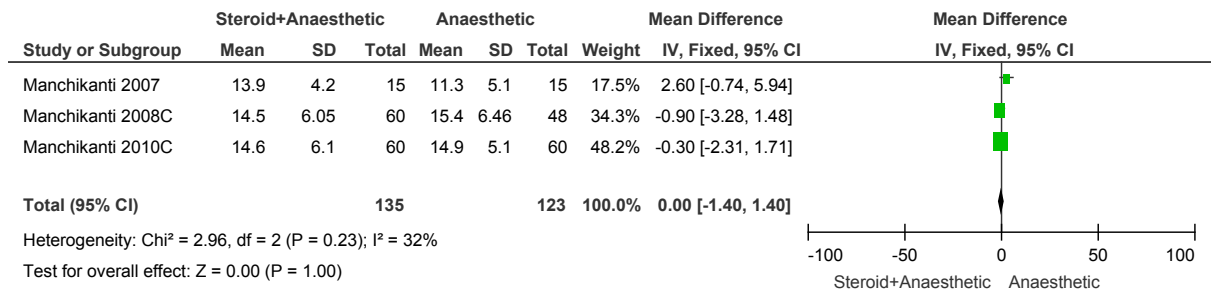 Steroid+Anaesthetic Anaesthetic Mean Difference Mean Difference
Study or Subgroup Mean SD Total Mean SD Total Weight IV, Fixed, 95% CI IV, Fixed, 95% CI
Manchikanti 2007 13.9 4.2 15 11.3 5.1 15 17.5% 2.60 [-0.74, 5.94]
Manchikanti 2008C 14.5 6.05 60 15.4 6.46 48 34.3% -0.90 [-3.28, 1.48]
Manchikanti 2010C 14.6 6.1 60 14.9 5.1 60 48.2% -0.30 [-2.31, 1.71]
Total (95% CI) 135 123 100.0% 0.00 [-1.40, 1.40]
Heterogeneity: Chi² = 2.96, df = 2 (P = 0.23); I² = 32%
Test for overall effect: Z = 0.00 (P = 1.00)
-100 -50 0 50 100
Steroid+Anaesthetic Anaesthetic